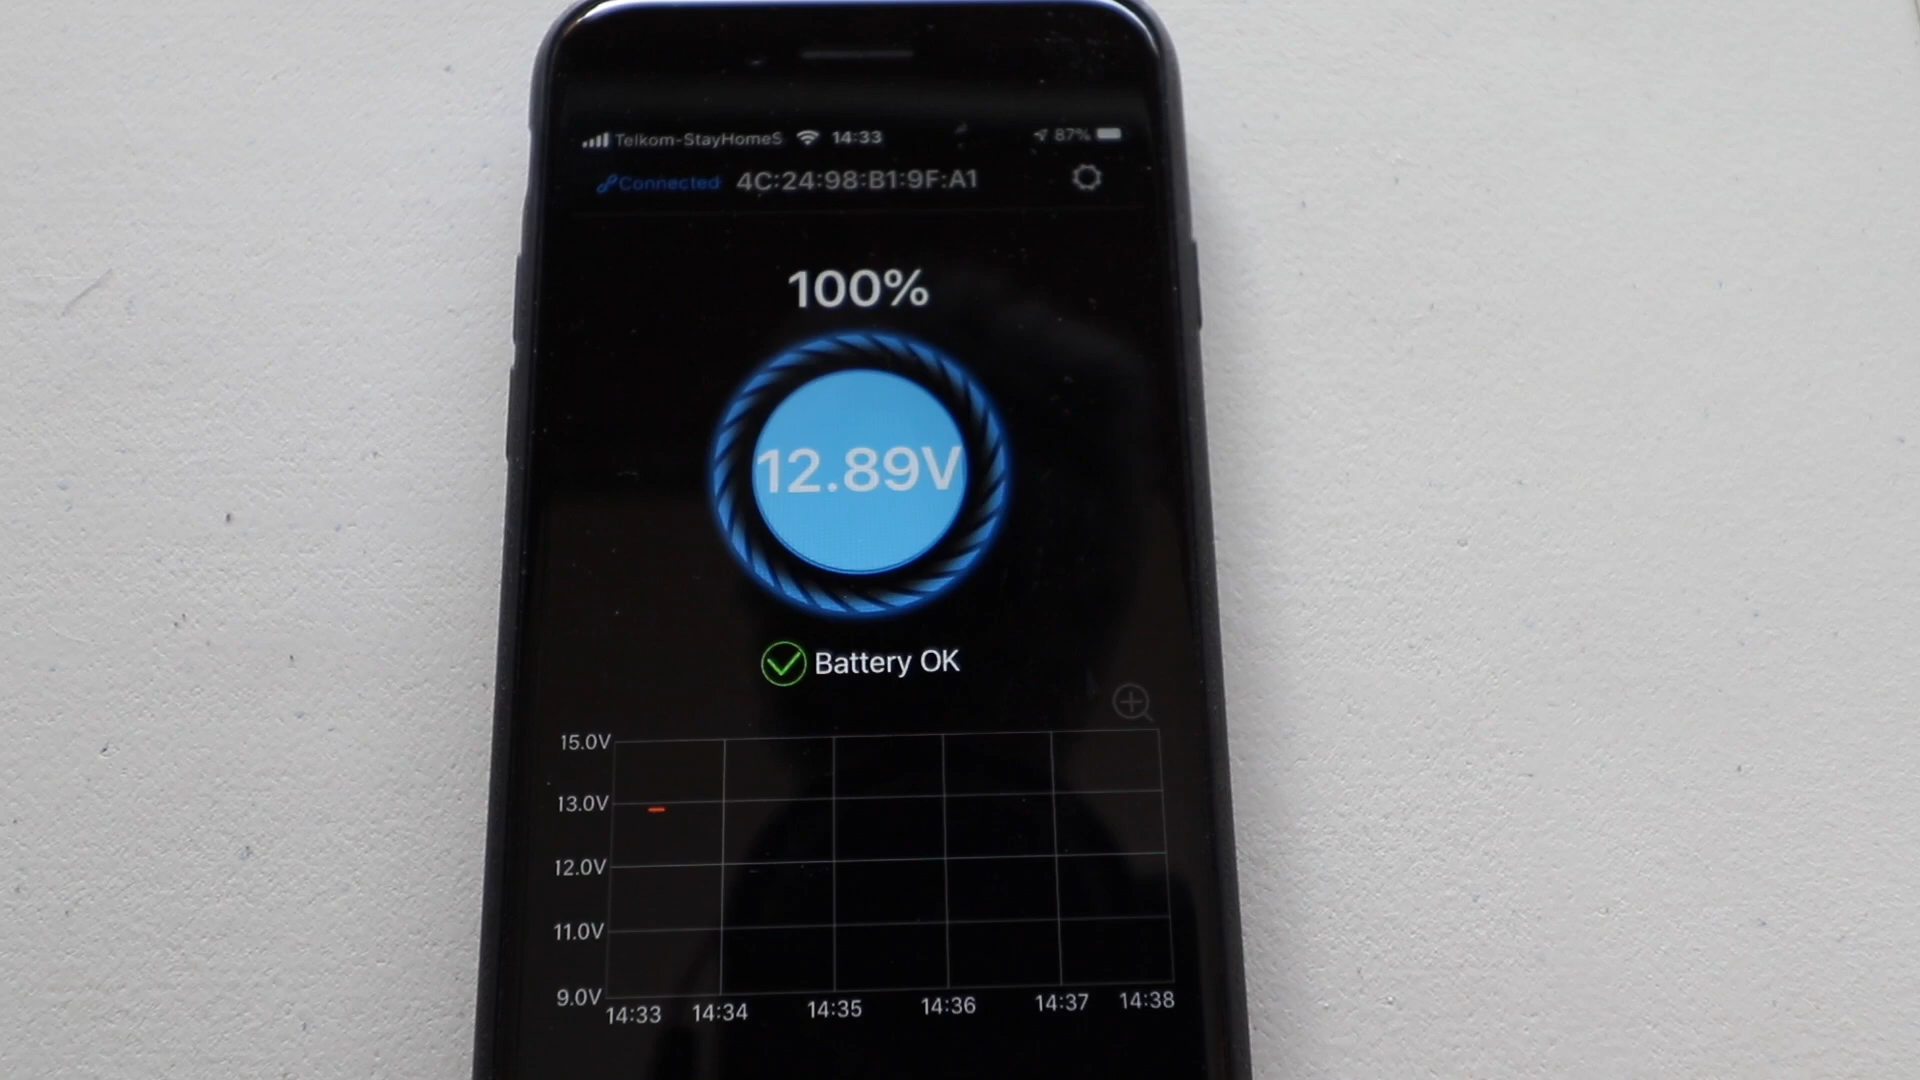 Telkom-StayHomeS 14:33 87%
Connected 4C:24:98:B1:9F:A1
100%
12.89V
Battery OK
15.0V
13.0V
12.0V
11.0V
9.0V
14:33 14:34 14:35 14:36 14:37 14:38